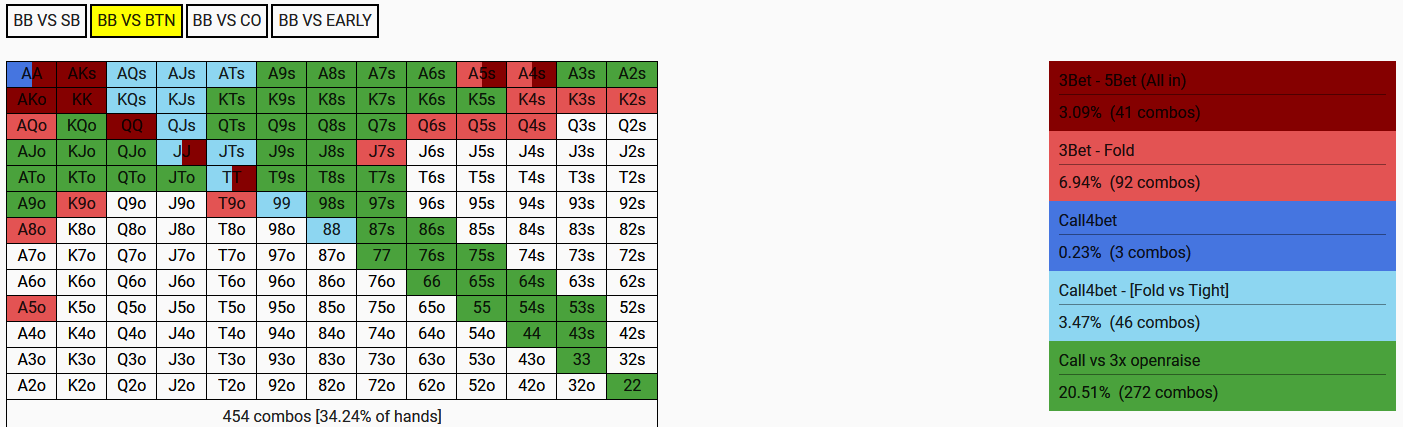 BB VS SB BB VS BTN BB VS CO BB VS EARLY
AA AKs AQs AJs ATs A9s A8s A7s A6s A5s A4s A3s A2s
AKo KK KQs KJs KTs K9s K8s K7s K6s K5s K4s K3s K2s
AQo KQo QQ QJs QTs Q9s Q8s Q7s Q6s Q5s Q4s Q3s Q2s
AJo KJo QJo JJ JTs J9s J8s J7s J6s J5s J4s J3s J2s
ATo KTo QTo JTo TT T9s T8s T7s T6s T5s T4s T3s T2s
A9o K9o Q9o J9o T9o 99 98s 97s 96s 95s 94s 93s 92s
A8o K8o Q8o J8o T8o 98o 88 87s 86s 85s 84s 83s 82s
A7o K7o Q7o J7o T7o 97o 87o 77 76s 75s 74s 73s 72s
A6o K6o Q6o J6o T6o 96o 86o 76o 66 65s 64s 63s 62s
A5o K5o Q5o J5o T5o 95o 85o 75o 65o 55 54s 53s 52s
A4o K4o Q4o J4o T4o 94o 84o 74o 64o 54o 44 43s 42s
A3o K3o Q3o J3o T3o 93o 83o 73o 63o 53o 43o 33 32s
A2o K2o Q2o J2o T2o 92o 82o 72o 62o 52o 42o 32o 22
454 combos [34.24% of hands]
3Bet - 5Bet (All in)
3.09% (41 combos)
3Bet - Fold
6.94% (92 combos)
Call4bet
0.23% (3 combos)
Call4bet - [Fold vs Tight]
3.47% (46 combos)
Call vs 3x openraise
20.51% (272 combos)